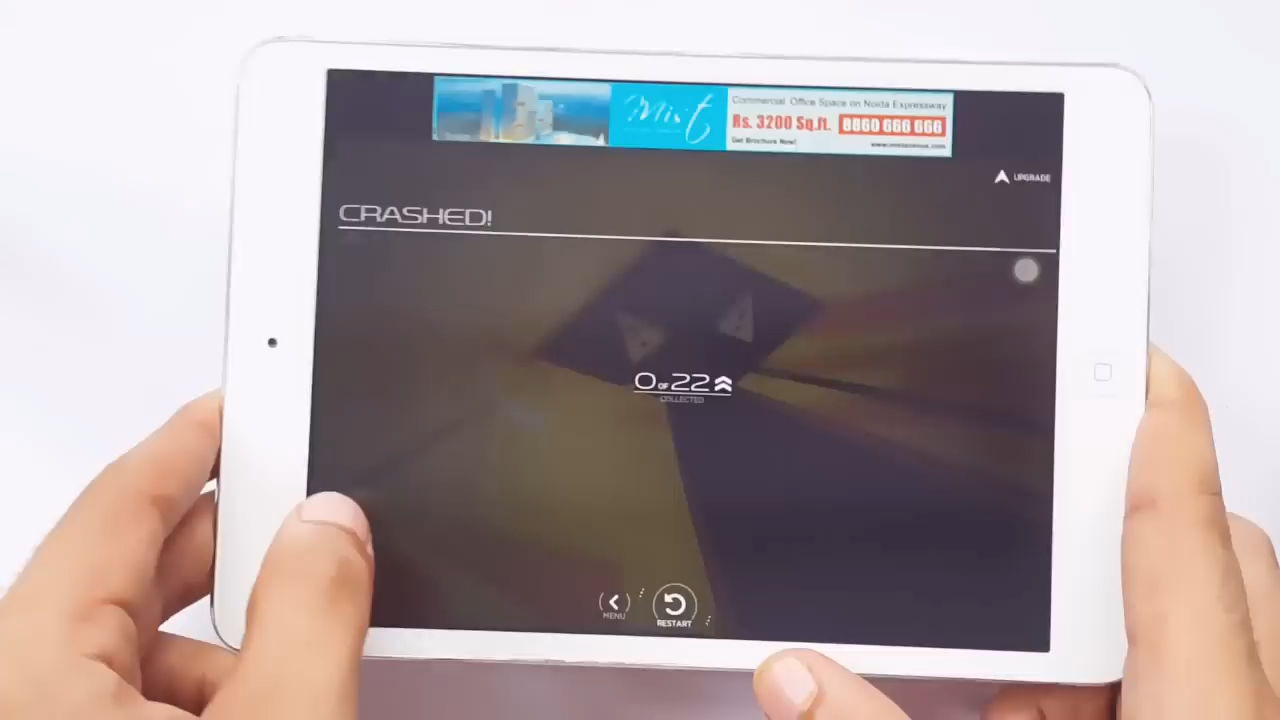 Mist
Commercial Office Space on Noida Expressway
Rs. 3200 Sq.ft. 8860 666 666
Get Brochure Now!
UPGRADE
CRASHED!
0 OF 22
COLLECTED
MENU
RESTART